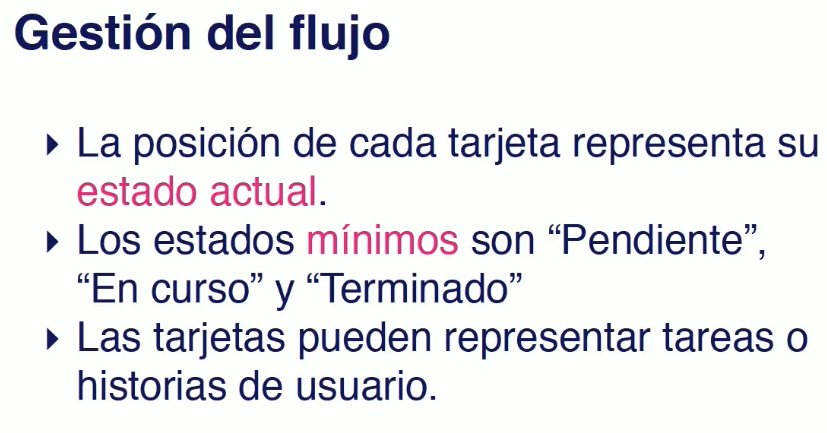 Gestión del flujo
‣ La posición de cada tarjeta representa su
estado actual.
‣ Los estados mínimos son “Pendiente”,
“En curso” y “Terminado”
‣ Las tarjetas pueden representar tareas o
historias de usuario.